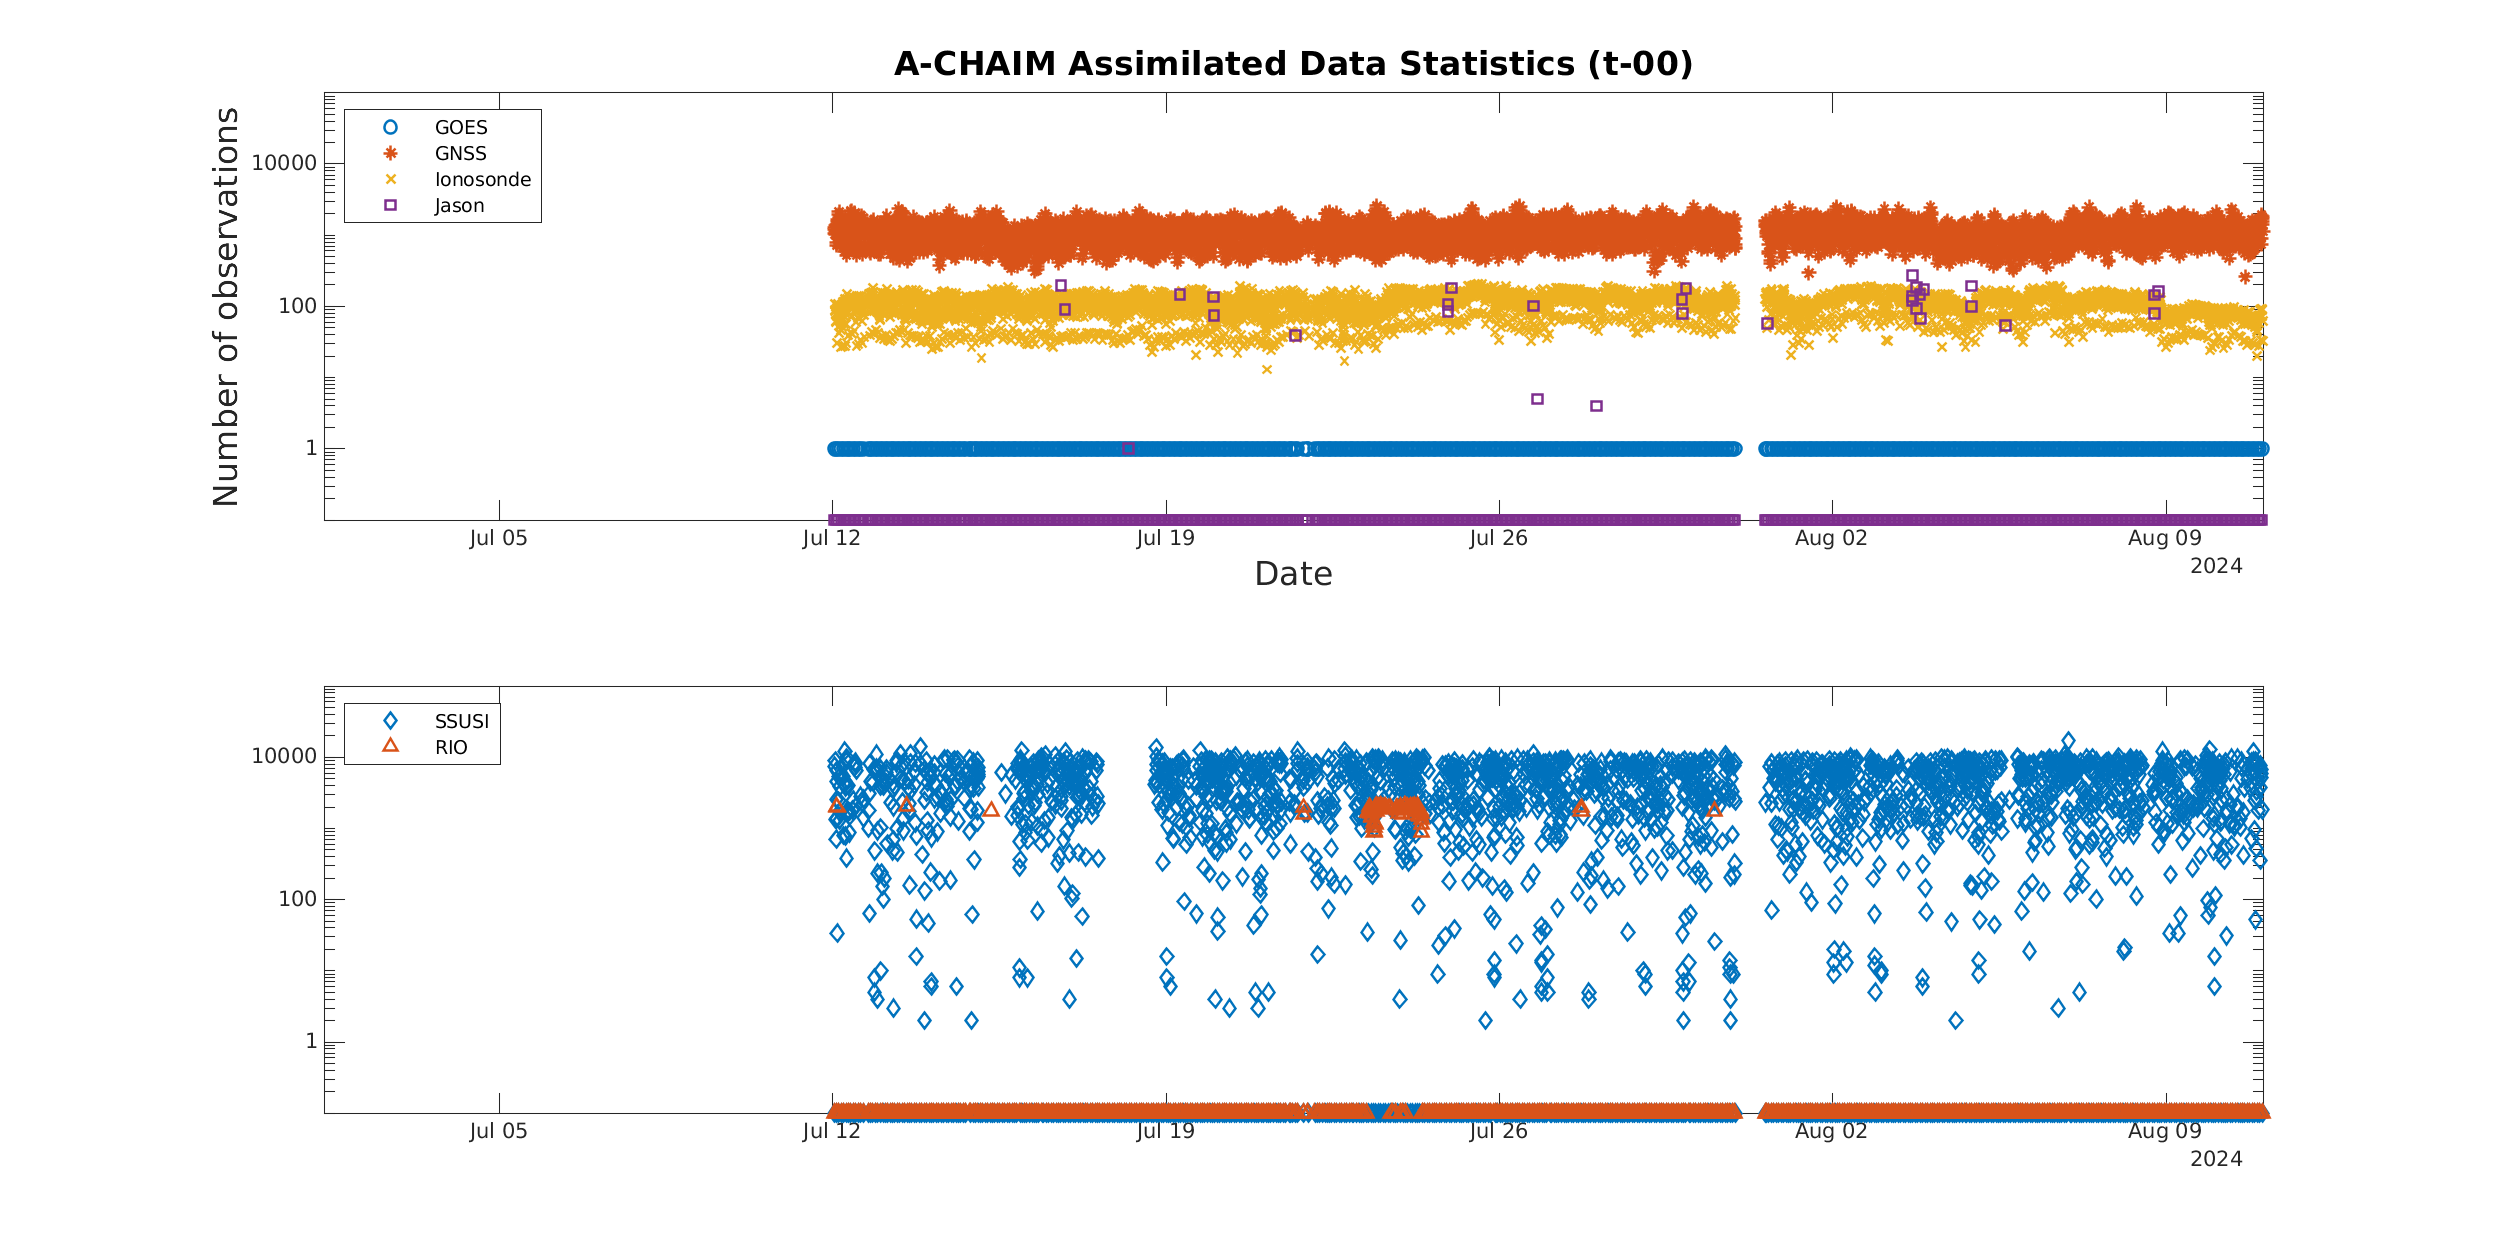 A-CHAIM Assimilated Data Statistics (t-00)
Number of observations
10000
100
1
GOES
GNSS
Ionosonde
Jason
Jul 05
Jul 12
Jul 19
Jul 26
Aug 02
Aug 09
2024
Date
10000
100
1
SSUSI
RIO
Jul 05
Jul 12
Jul 19
Jul 26
Aug 02
Aug 09
2024